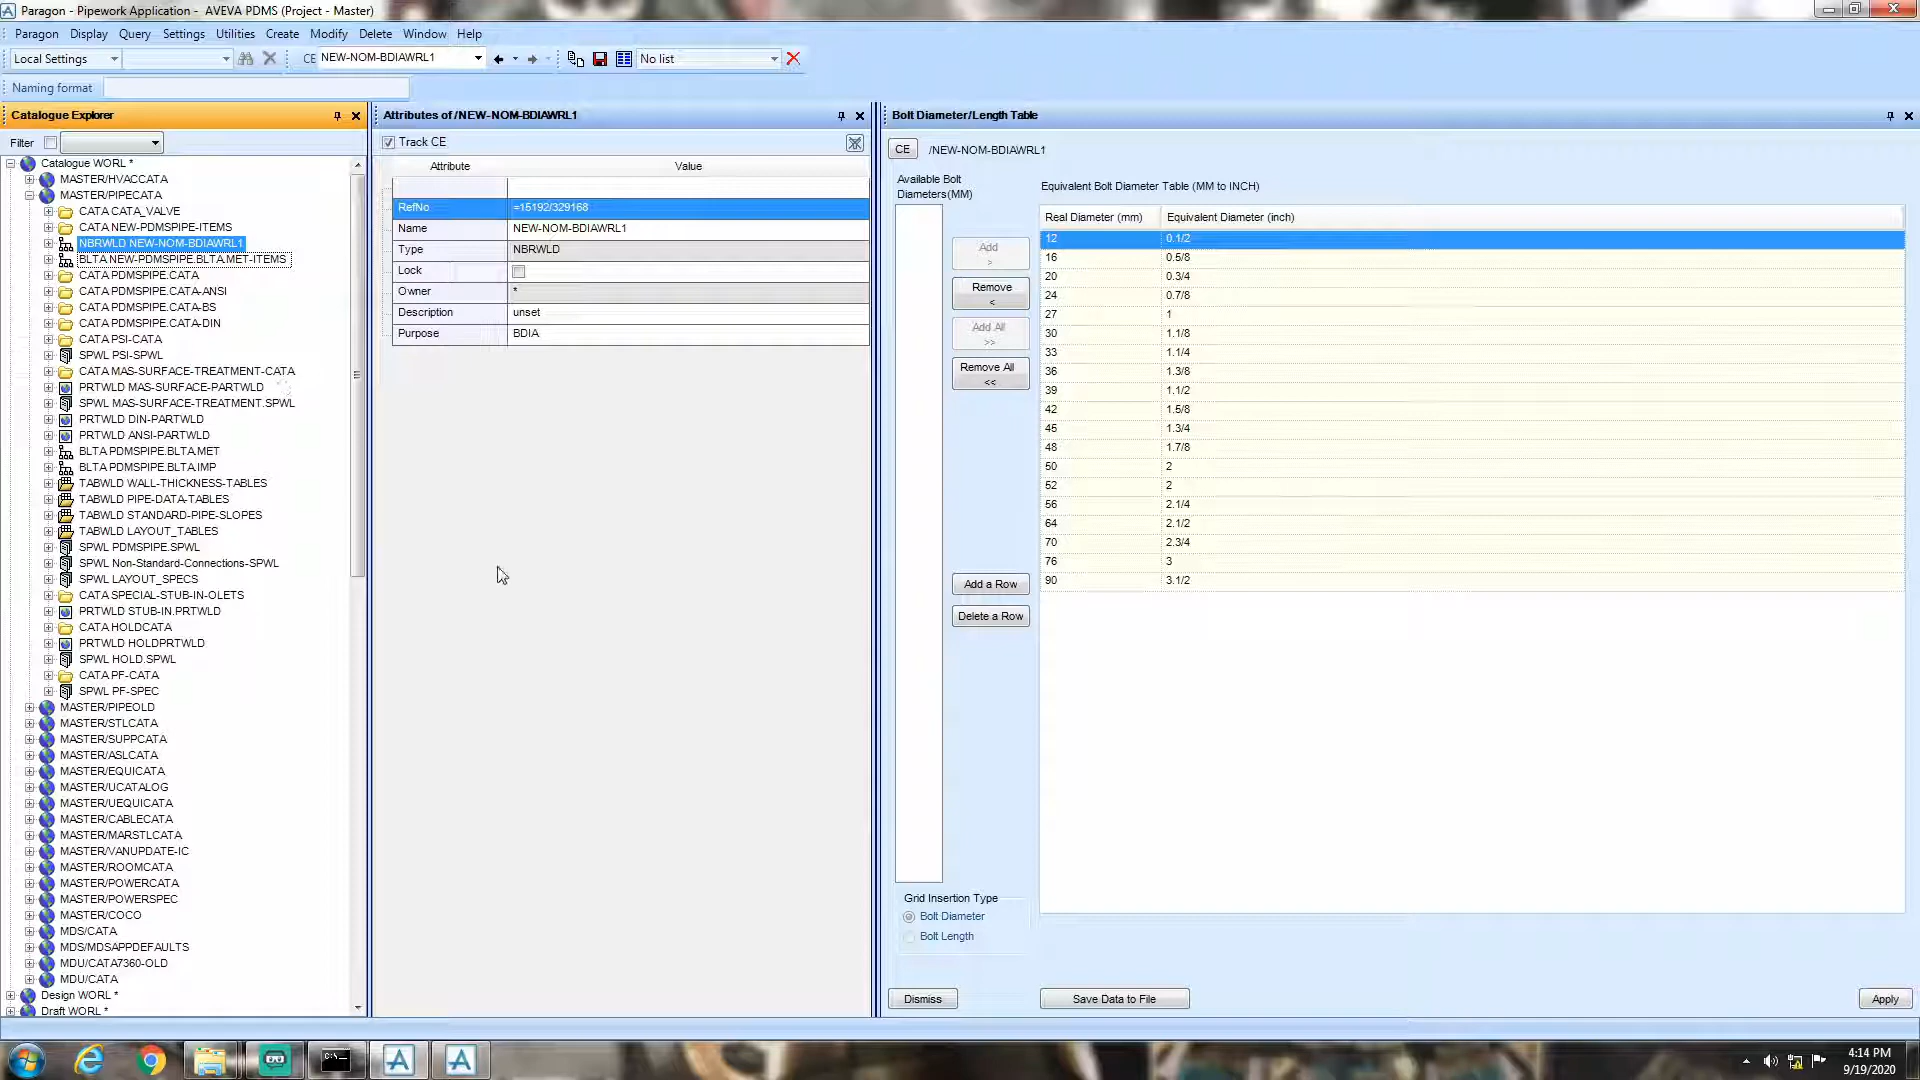 Paragon - Pipework Application - AVEVA PDMS (Project - Master)
Paragon Display Query Settings Utilities Create Modify Delete Window Help
Local Settings CE NEW-NOM-BDIAWRL1 No list
Naming format
Catalogue Explorer
Filter
Catalogue WORL *
MASTER/HVACCATA
MASTER/PIPECATA
CATA CATA_VALVE
CATA NEW-PDMSPIPE-ITEMS
NBRWLD NEW-NOM-BDIAWRL1
BLTA NEW-PDMSPIPE.BLTA.MET-ITEMS
CATA PDMSPIPE.CATA
CATA PDMSPIPE.CATA-ANSI
CATA PDMSPIPE.CATA-BS
CATA PDMSPIPE.CATA-DIN
CATA PSI-CATA
SPWL PSI-SPWL
CATA MAS-SURFACE-TREATMENT-CATA
PRTWLD MAS-SURFACE-PARTWLD
SPWL MAS-SURFACE-TREATMENT.SPWL
PRTWLD DIN-PARTWLD
PRTWLD ANSI-PARTWLD
BLTA PDMSPIPE.BLTA.MET
BLTA PDMSPIPE.BLTA.IMP
TABWLD WALL-THICKNESS-TABLES
TABWLD PIPE-DATA-TABLES
TABWLD STANDARD-PIPE-SLOPES
TABWLD LAYOUT_TABLES
SPWL PDMSPIPE.SPWL
SPWL Non-Standard-Connections-SPWL
SPWL LAYOUT_SPECS
CATA SPECIAL-STUB-IN-OLETS
PRTWLD STUB-IN.PRTWLD
CATA HOLDCATA
PRTWLD HOLDPRTWLD
SPWL HOLD.SPWL
CATA PF-CATA
SPWL PF-SPEC
MASTER/PIPEOLD
MASTER/STLCATA
MASTER/SUPPCATA
MASTER/ASLCATA
MASTER/EQUICATA
MASTER/UCATALOG
MASTER/UEQUICATA
MASTER/CABLECATA
MASTER/MARSTLCATA
MASTER/VANUPDATE-IC
MASTER/ROOMCATA
MASTER/POWERCATA
MASTER/POWERSPEC
MASTER/COCO
MDS/CATA
MDS/MDSAPPDEFAULTS
MDU/CATA7360-OLD
MDU/CATA
Design WORL *
Draft WORL *
Attributes of /NEW-NOM-BDIAWRL1
Track CE
Attribute Value
RefNo =15192/329168
Name NEW-NOM-BDIAWRL1
Type NBRWLD
Lock
Owner *
Description unset
Purpose BDIA
Bolt Diameter/Length Table
CE /NEW-NOM-BDIAWRL1
Available Bolt
Diameters(MM)
Add
>
Remove
<
Add All
>>
Remove All
<<
Add a Row
Delete a Row
Grid Insertion Type
Bolt Diameter
Bolt Length
Equivalent Bolt Diameter Table (MM to INCH)
Real Diameter (mm) Equivalent Diameter (inch)
12 0.1/2
16 0.5/8
20 0.3/4
24 0.7/8
27 1
30 1.1/8
33 1.1/4
36 1.3/8
39 1.1/2
42 1.5/8
45 1.3/4
48 1.7/8
50 2
52 2
56 2.1/4
64 2.1/2
70 2.3/4
76 3
90 3.1/2
Dismiss Save Data to File Apply
4:14 PM
9/19/2020